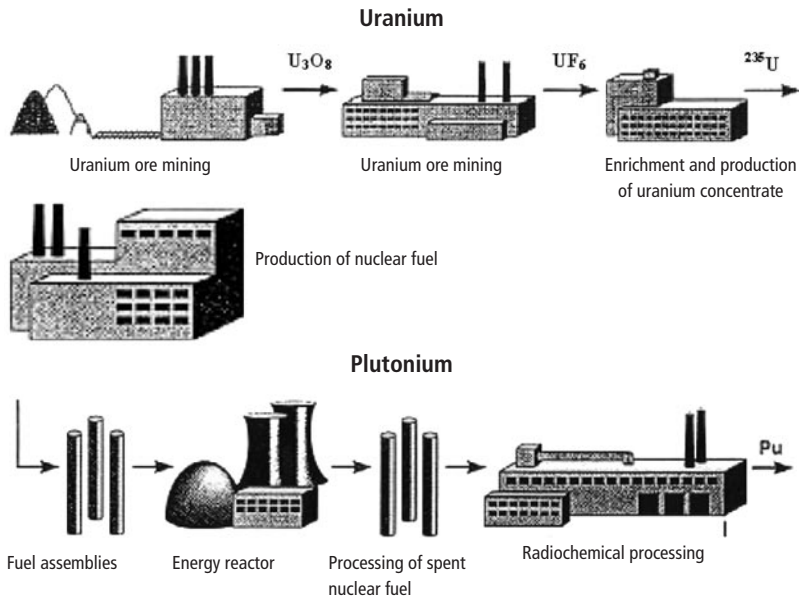 Uranium
U₃O₈
UF₆
²³⁵U
Uranium ore mining
Uranium ore mining
Enrichment and production
of uranium concentrate
Production of nuclear fuel
Plutonium
Pu
Fuel assemblies
Energy reactor
Processing of spent
nuclear fuel
Radiochemical processing